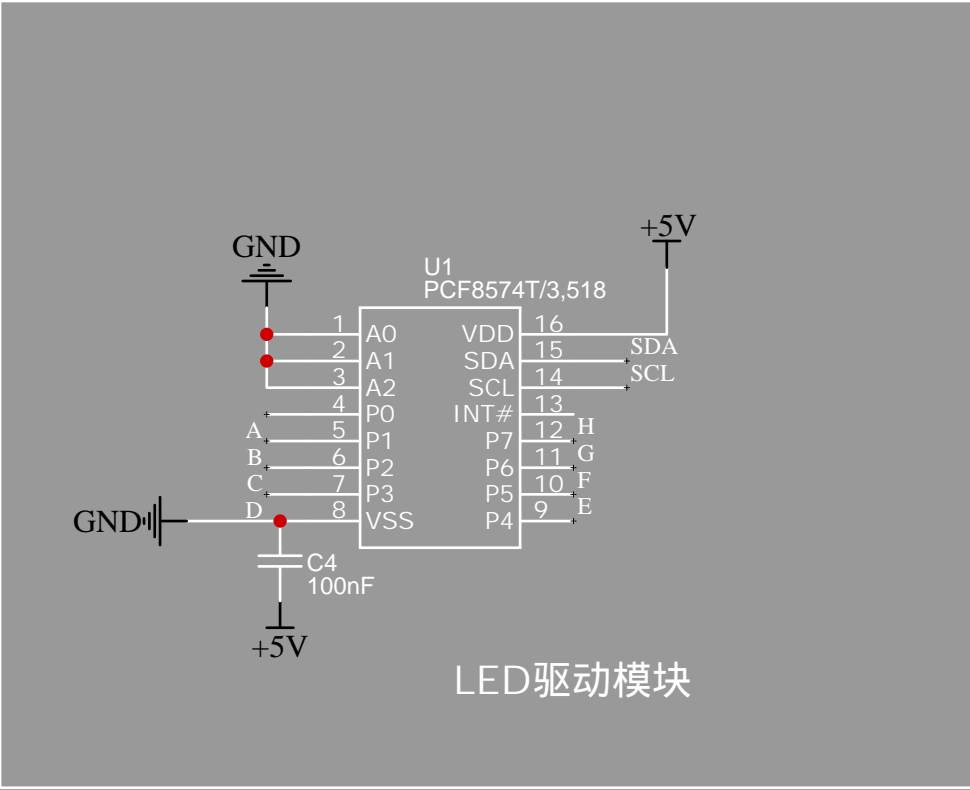 GND
+5V
U1
PCF8574T/3,518
1 A0 VDD 16
2 A1 SDA 15 SDA
3 A2 SCL 14 SCL
4 P0 INT# 13
A 5 P1 P7 12 H
B 6 P2 P6 11 G
C 7 P3 P5 10 F
D 8 VSS P4 9 E
GND
C4
100nF
+5V
LED驱动模块